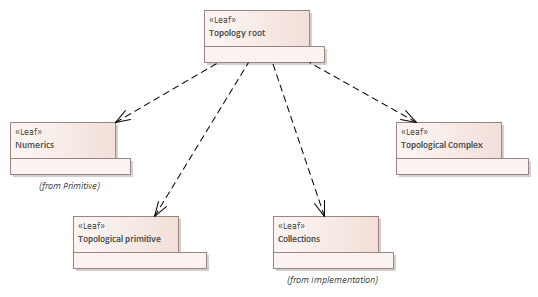 «Leaf»
Topology root
«Leaf»
Numerics
(from Primitive)
«Leaf»
Topological Complex
«Leaf»
Topological primitive
«Leaf»
Collections
(from Implementation)